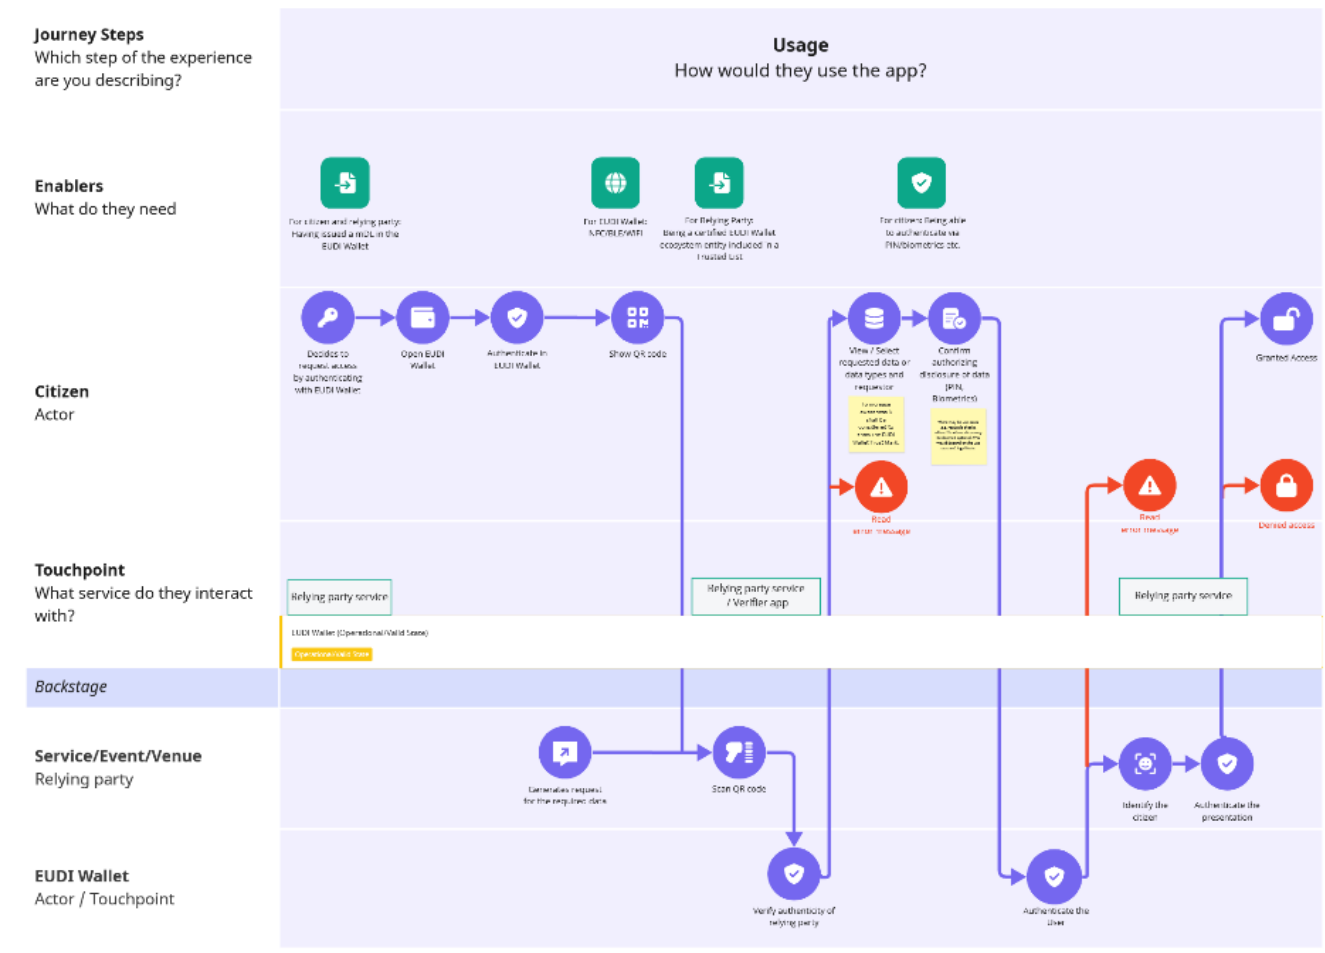 Journey Steps
Which step of the experience
are you describing?
Usage
How would they use the app?
Enablers
What do they need
For citizen and relying party:
Having issued a mDL in the
EUDI Wallet
For EUDI Wallet:
NFC/BLE/WIFI
For Relying Party:
Being a certified EUDI Wallet
ecosystem entity included in a
Trusted List
For citizen: Being able
to authenticate via
PIN/biometrics etc.
Citizen
Actor
Decides to
request access
by authenticating
with EUDI Wallet
Open EUDI
Wallet
Authenticate in
EUDI Wallet
Show QR code
View / Select
requested data or
data types and
requestor
Confirm
authorizing
disclosure of data
(PIN,
Biometrics)
Granted Access
Read
error message
Read
error message
Denied access
Touchpoint
What service do they interact
with?
Relying party service
Relying party service
/ Verifier app
Relying party service
EUDI Wallet (Operational/Valid State)
Operational/Valid State
Backstage
Service/Event/Venue
Relying party
Generates request
for the required data
Scan QR code
Identify the
citizen
Authenticate the
presentation
EUDI Wallet
Actor / Touchpoint
Verify authenticity of
relying party
Authenticate the
User